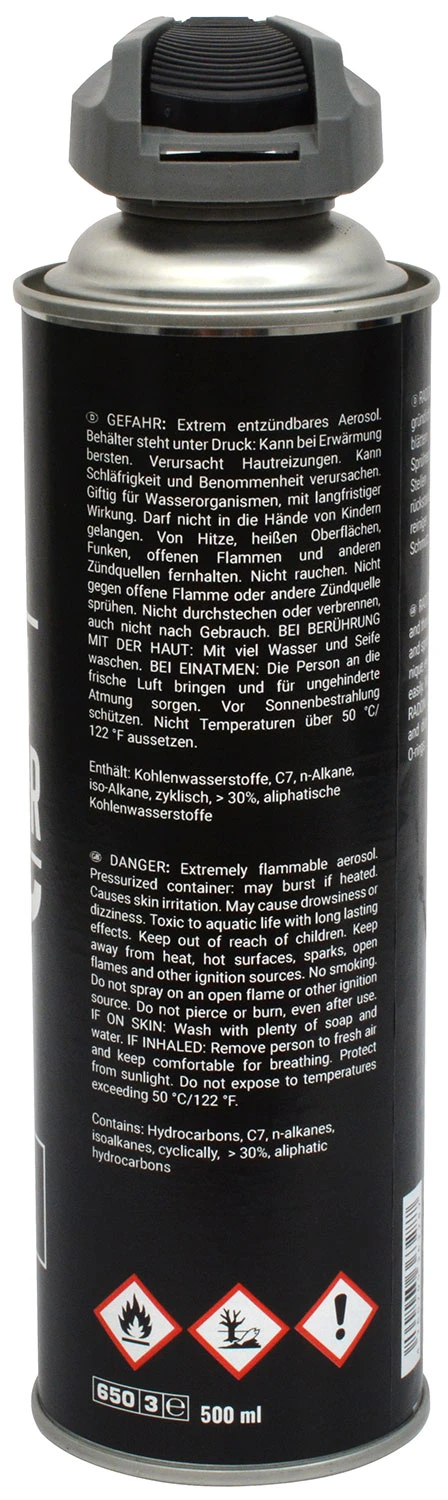 D GEFAHR: Extrem entzündbares Aerosol.
Behälter steht unter Druck: Kann bei Erwärmung
bersten. Verursacht Hautreizungen. Kann
Schläfrigkeit und Benommenheit verursachen.
Giftig für Wasserorganismen, mit langfristiger
Wirkung. Darf nicht in die Hände von Kindern
gelangen. Von Hitze, heißen Oberflächen,
Funken, offenen Flammen und anderen
Zündquellen fernhalten. Nicht rauchen. Nicht
gegen offene Flamme oder andere Zündquelle
sprühen. Nicht durchstechen oder verbrennen,
auch nicht nach Gebrauch. BEI BERÜHRUNG
MIT DER HAUT: Mit viel Wasser und Seife
waschen. BEI EINATMEN: Die Person an die
frische Luft bringen und für ungehinderte
Atmung sorgen. Vor Sonnenbestrahlung
schützen. Nicht Temperaturen über 50 °C/
122 °F aussetzen.
Enthält: Kohlenwasserstoffe, C7, n-Alkane,
iso-Alkane, zyklisch, > 30%, aliphatische
Kohlenwasserstoffe
DANGER: Extremely flammable aerosol.
Pressurized container: may burst if heated.
Causes skin irritation. May cause drowsiness or
dizziness. Toxic to aquatic life with long lasting
effects. Keep out of reach of children. Keep
away from heat, hot surfaces, sparks, open
flames and other ignition sources. No smoking.
Do not spray on an open flame or other ignition
source. Do not pierce or burn, even after use.
IF ON SKIN: Wash with plenty of soap and
water. IF INHALED: Remove person to fresh air
and keep comfortable for breathing. Protect
from sunlight. Do not expose to temperatures
exceeding 50 °C/122 °F.
Contains: Hydrocarbons, C7, n-alkanes,
isoalkanes, cyclically, > 30%, aliphatic
hydrocarbons
650 3 e 500 ml